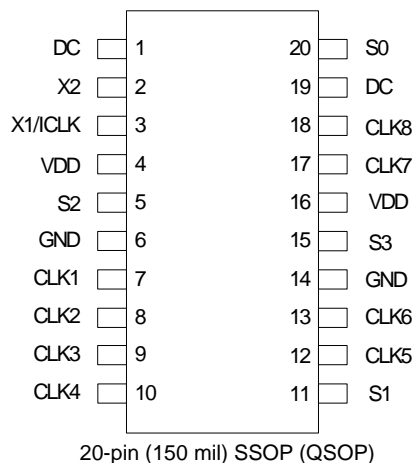 DC 1 20 S0
X2 2 19 DC
X1/ICLK 3 18 CLK8
VDD 4 17 CLK7
S2 5 16 VDD
GND 6 15 S3
CLK1 7 14 GND
CLK2 8 13 CLK6
CLK3 9 12 CLK5
CLK4 10 11 S1
20-pin (150 mil) SSOP (QSOP)